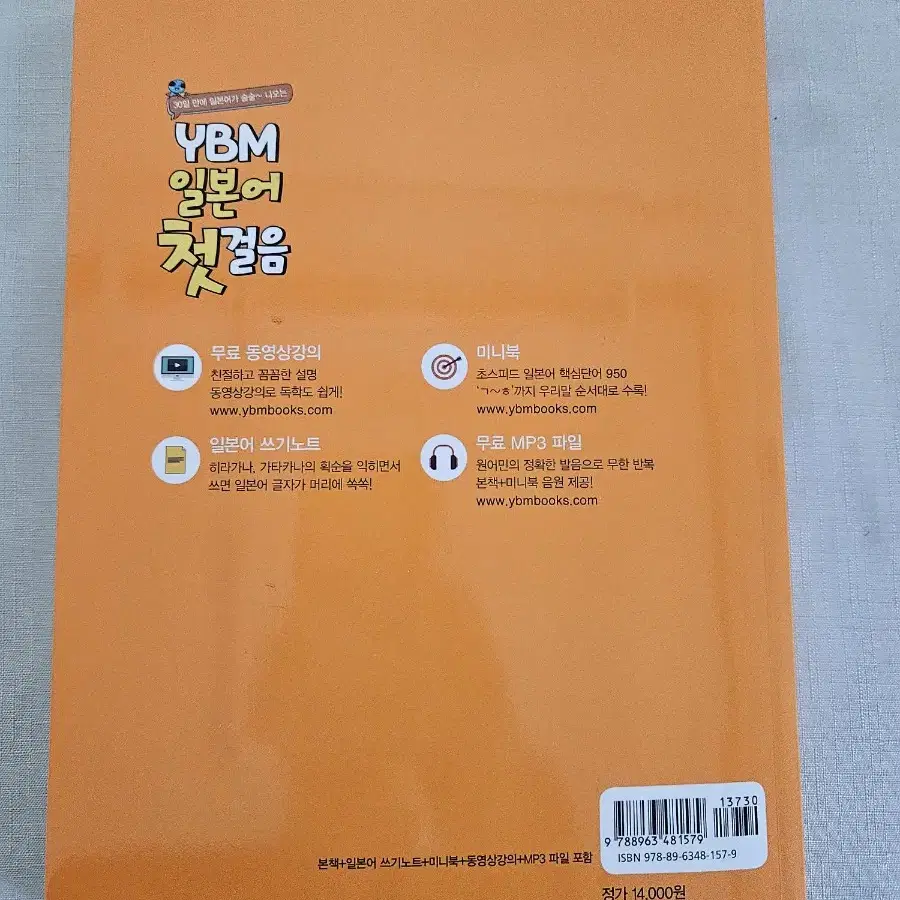 30일 만에 일본어가 술술~ 나오는
YBM
일본어
첫걸음
무료 동영상강의
친절하고 꼼꼼한 설명
동영상강의로 독학도 쉽게!
www.ybmbooks.com
미니북
초스피드 일본어 핵심단어 950
'ㄱ~ㅎ'까지 우리말 순서대로 수록!
www.ybmbooks.com
일본어 쓰기노트
히라가나, 가타카나의 획순을 익히면서
쓰면 일본어 글자가 머리에 쏙쏙!
무료 MP3 파일
원어민의 정확한 발음으로 무한 반복
본책+미니북 음원 제공!
www.ybmbooks.com
13730
9 788963 481579
ISBN 978-89-6348-157-9
본책+일본어 쓰기노트+미니북+동영상강의+MP3 파일 포함
정가 14,000원